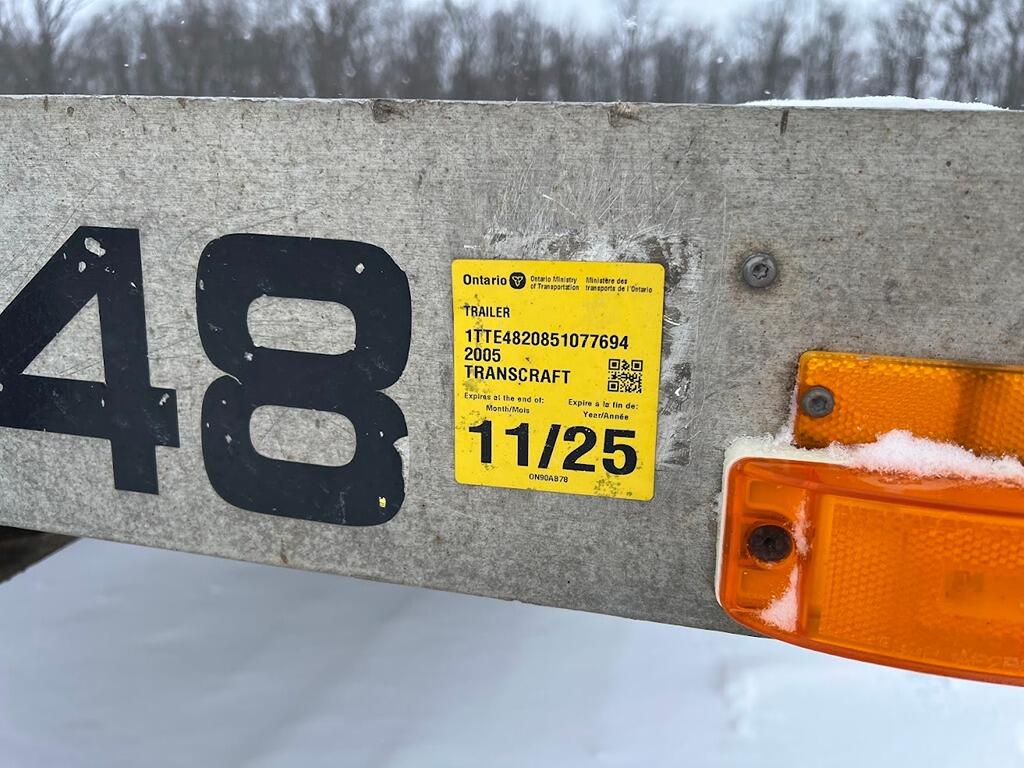 48
Ontario Ontario Ministry of Transportation Ministère des transports de l'Ontario
TRAILER
1TTE4820851077694
2005
TRANSCRAFT
Expires at the end of: Expire à la fin de:
Month/Mois Year/Année
11/25
ON90AB78